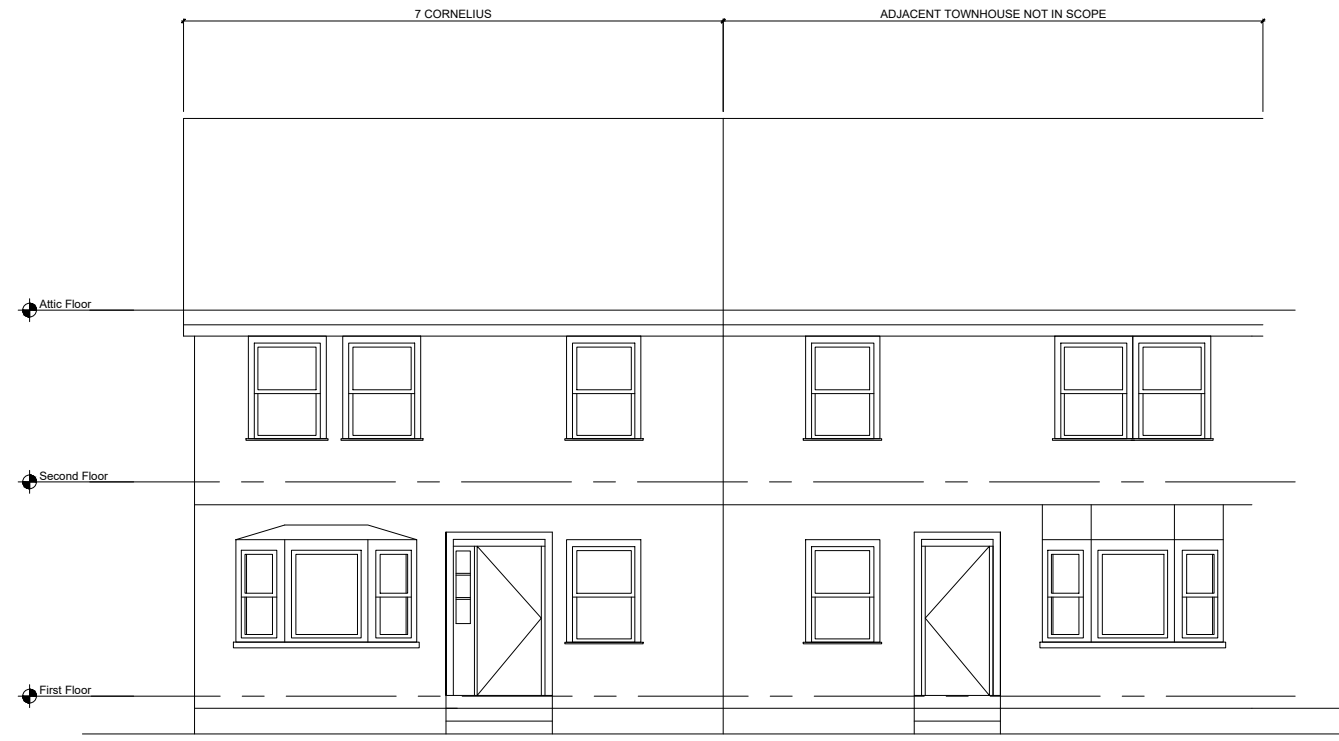 7 CORNELIUS
ADJACENT TOWNHOUSE NOT IN SCOPE
Attic Floor
Second Floor
First Floor